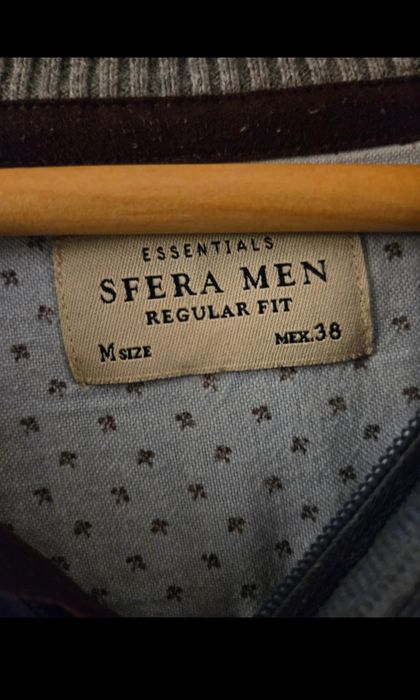 ESSENTIALS
SFERA MEN
REGULAR FIT
M SIZE MEX.38